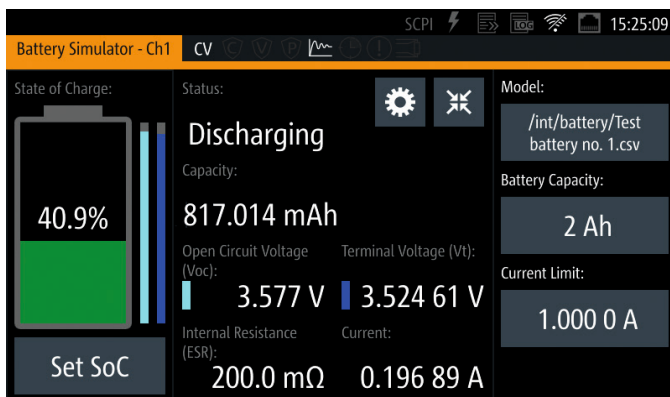 SCPI LOG 15:25:09
Battery Simulator - Ch1 CV C V P
State of Charge:
40.9%
Set SoC
Status:
Discharging
Capacity:
817.014 mAh
Open Circuit Voltage
(Voc):
3.577 V
Terminal Voltage (Vt):
3.524 61 V
Internal Resistance
(ESR):
200.0 mΩ
Current:
0.196 89 A
Model:
/int/battery/Test
battery no. 1.csv
Battery Capacity:
2 Ah
Current Limit:
1.000 0 A